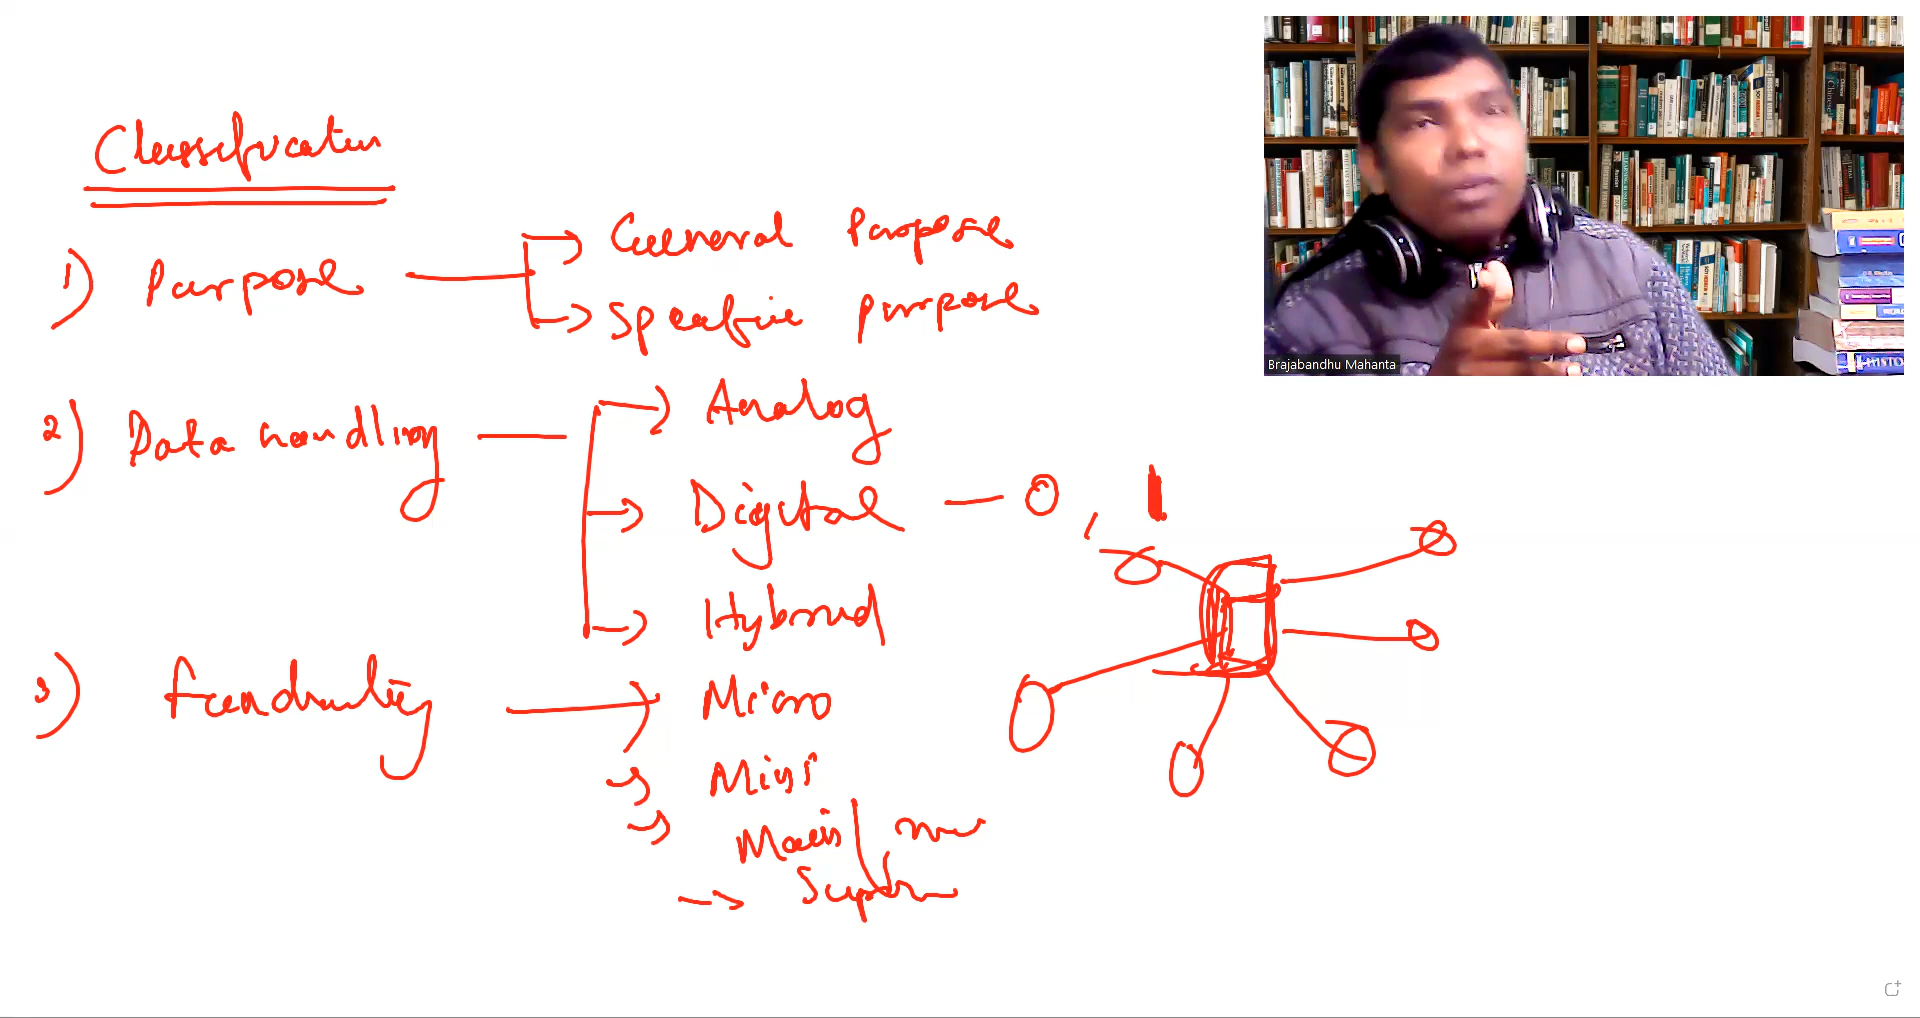 Classification
1) Purpose
General Purpose
Specific purpose
2) Data handling
Analog
Digital — 0, 1
Hybrid
3) Functionality
Micro
Mini
Main
Super
Brajabandhu Mahanta